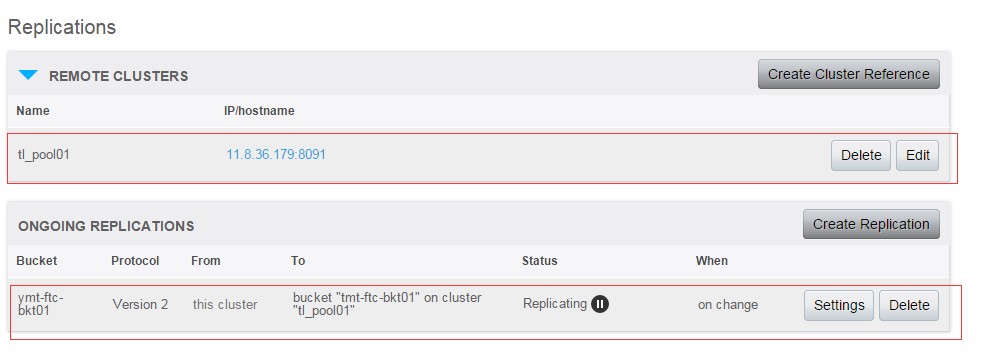 Replications
REMOTE CLUSTERS Create Cluster Reference
Name IP/hostname
tl_pool01 11.8.36.179:8091 Delete Edit
ONGOING REPLICATIONS Create Replication
Bucket Protocol From To Status When
ymt-ftc-
bkt01 Version 2 this cluster bucket "tmt-ftc-bkt01" on cluster
"tl_pool01" Replicating on change Settings Delete